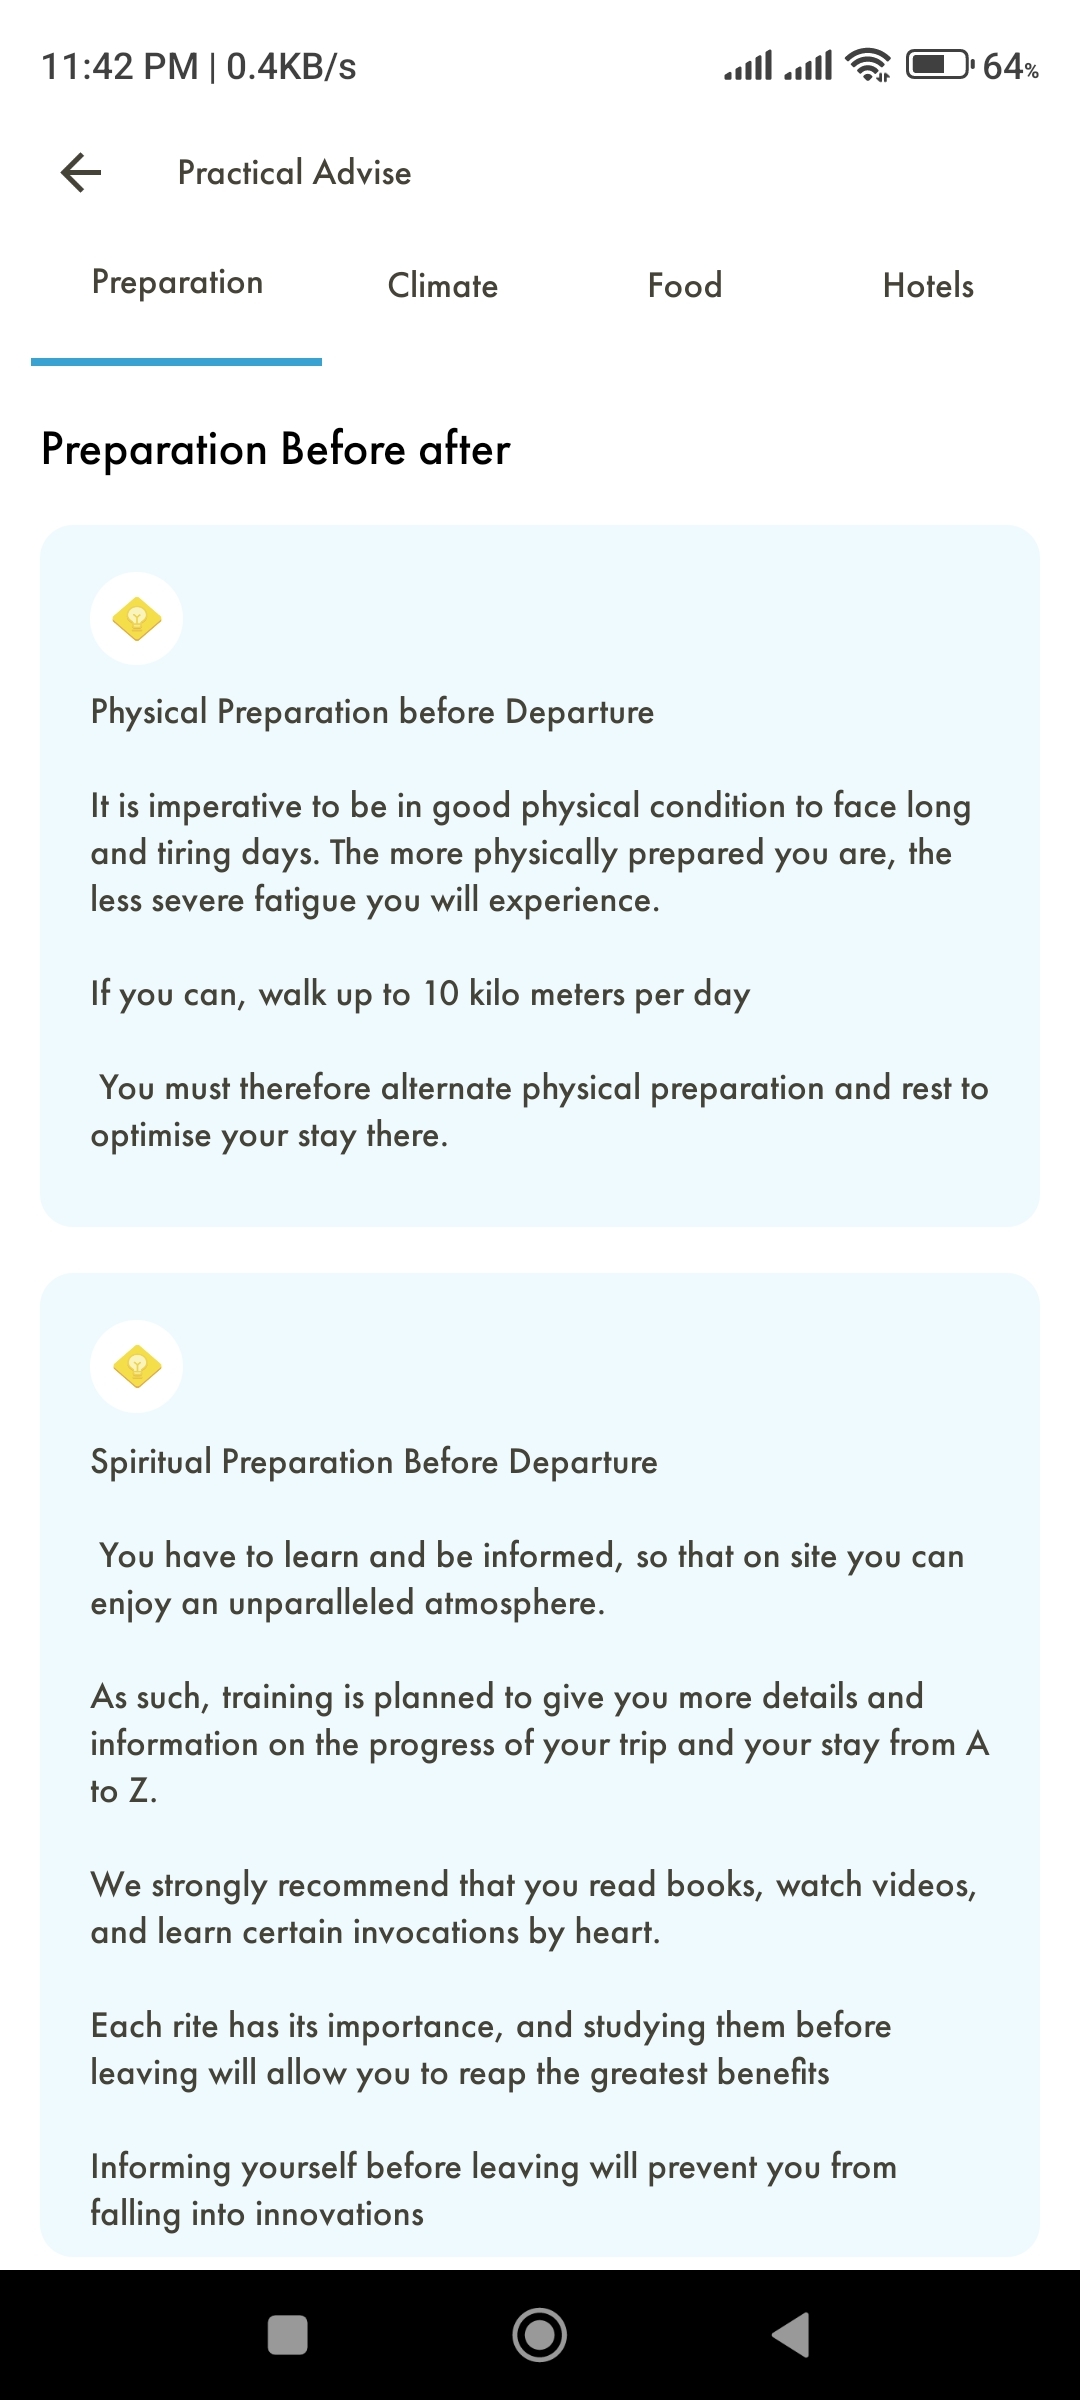 11:42 PM | 0.4KB/s
64%
Practical Advise
Preparation
Climate
Food
Hotels
Preparation Before after
Physical Preparation before Departure
It is imperative to be in good physical condition to face long
and tiring days. The more physically prepared you are, the
less severe fatigue you will experience.
If you can, walk up to 10 kilo meters per day
You must therefore alternate physical preparation and rest to
optimise your stay there.
Spiritual Preparation Before Departure
You have to learn and be informed, so that on site you can
enjoy an unparalleled atmosphere.
As such, training is planned to give you more details and
information on the progress of your trip and your stay from A
to Z.
We strongly recommend that you read books, watch videos,
and learn certain invocations by heart.
Each rite has its importance, and studying them before
leaving will allow you to reap the greatest benefits
Informing yourself before leaving will prevent you from
falling into innovations